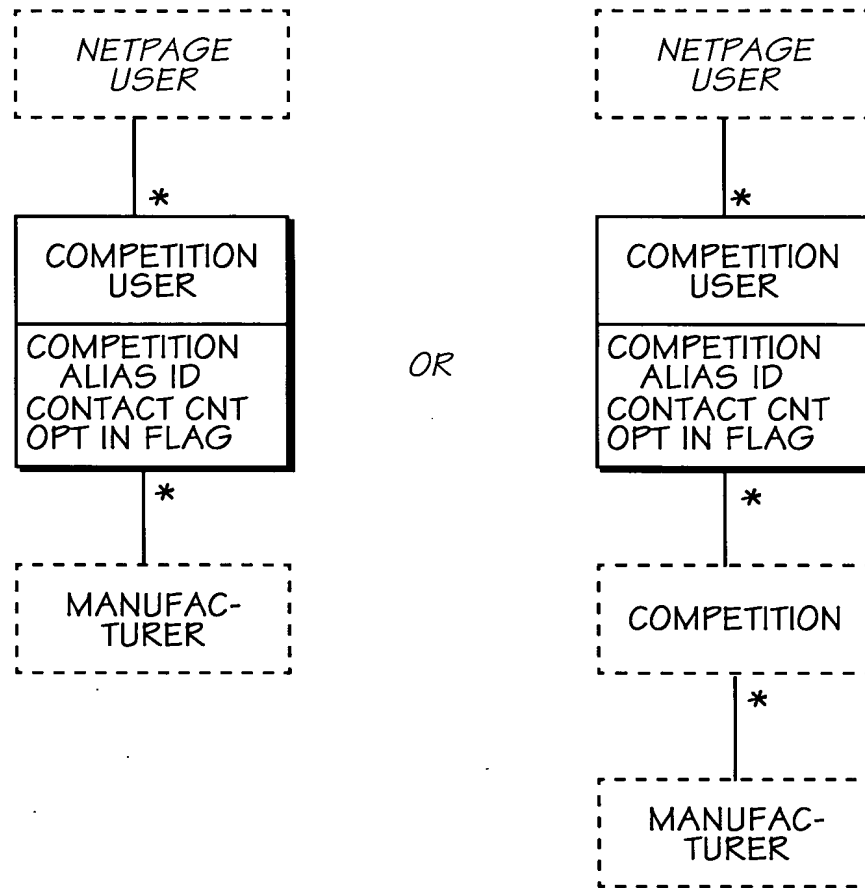 NETPAGE
USER
*
COMPETITION
USER
COMPETITION
ALIAS ID
CONTACT CNT
OPT IN FLAG
*
MANUFAC-
TURER
OR
NETPAGE
USER
*
COMPETITION
USER
COMPETITION
ALIAS ID
CONTACT CNT
OPT IN FLAG
*
COMPETITION
*
MANUFAC-
TURER